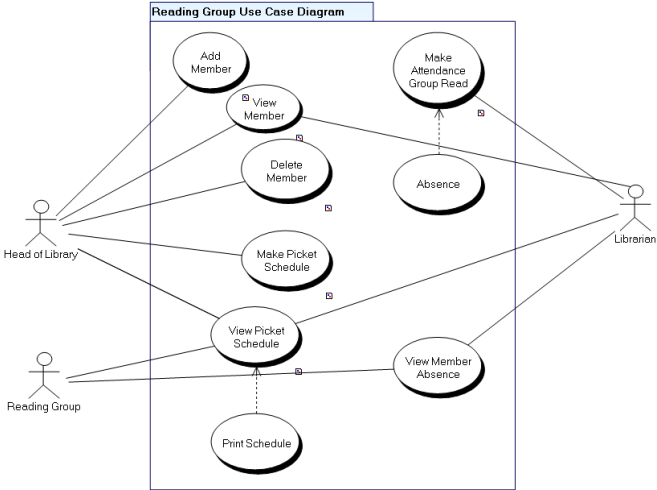 Reading Group Use Case Diagram
Add
Member
Make
Attendance
Group Read
View
Member
Delete
Member
Absence
Head of Library
Librarian
Make Picket
Schedule
View Picket
Schedule
View Member
Absence
Reading Group
Print Schedule